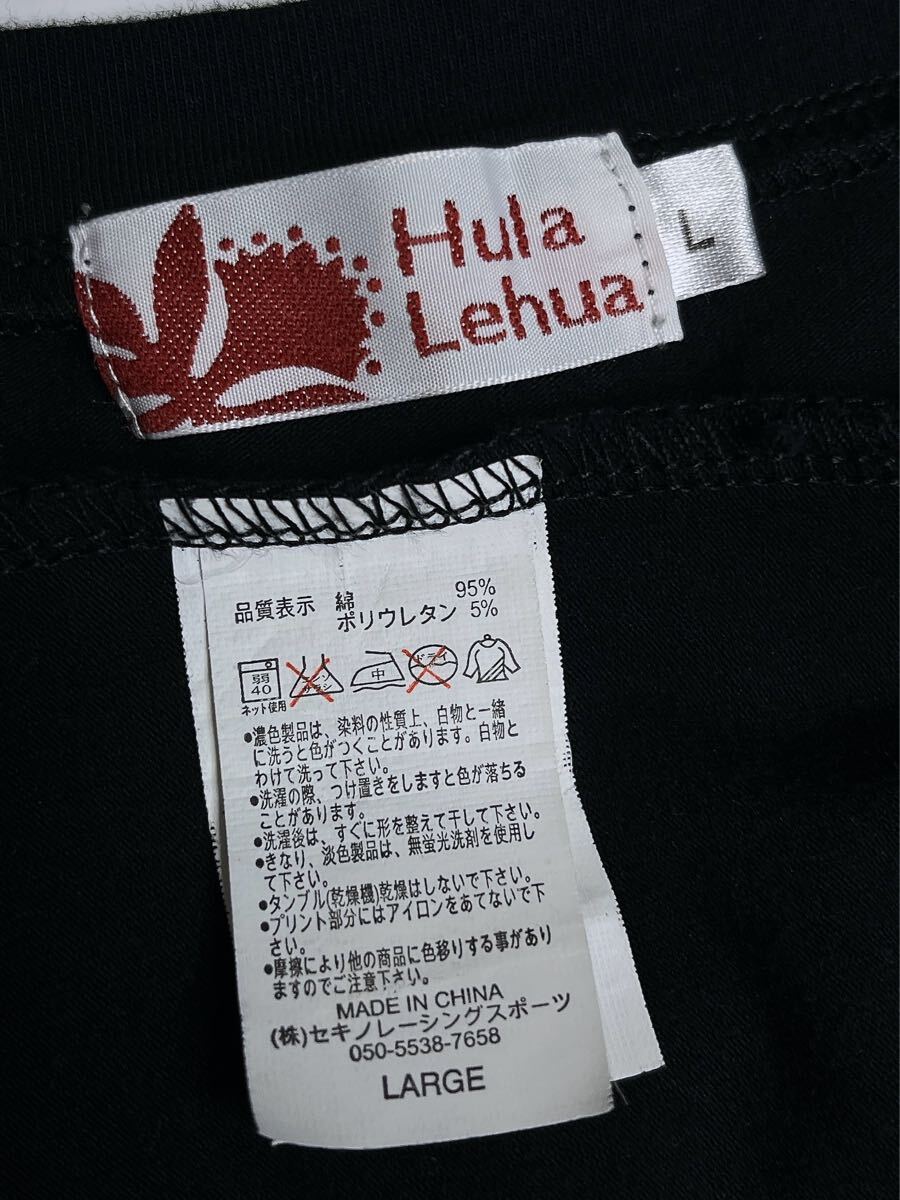 Hula
Lehua
L
品質表示 綿 95%
ポリウレタン 5%
弱
40
ネット使用
エンソ
サラシ
中
ドライ
●濃色製品は、染料の性質上、白物と一緒
に洗うと色がつくことがあります。白物と
わけて洗って下さい。
●洗濯の際、つけ置きをしますと色が落ちる
ことがあります。
●洗濯後は、すぐに形を整えて干して下さい。
●きなり、淡色製品は、無蛍光洗剤を使用し
て下さい。
●タンブル(乾燥機)乾燥はしないで下さい。
●プリント部分にはアイロンをあてないで下
さい。
●摩擦により他の商品に色移りする事があり
ますのでご注意下さい。
MADE IN CHINA
(株)セキノレーシングスポーツ
050-5538-7658
LARGE